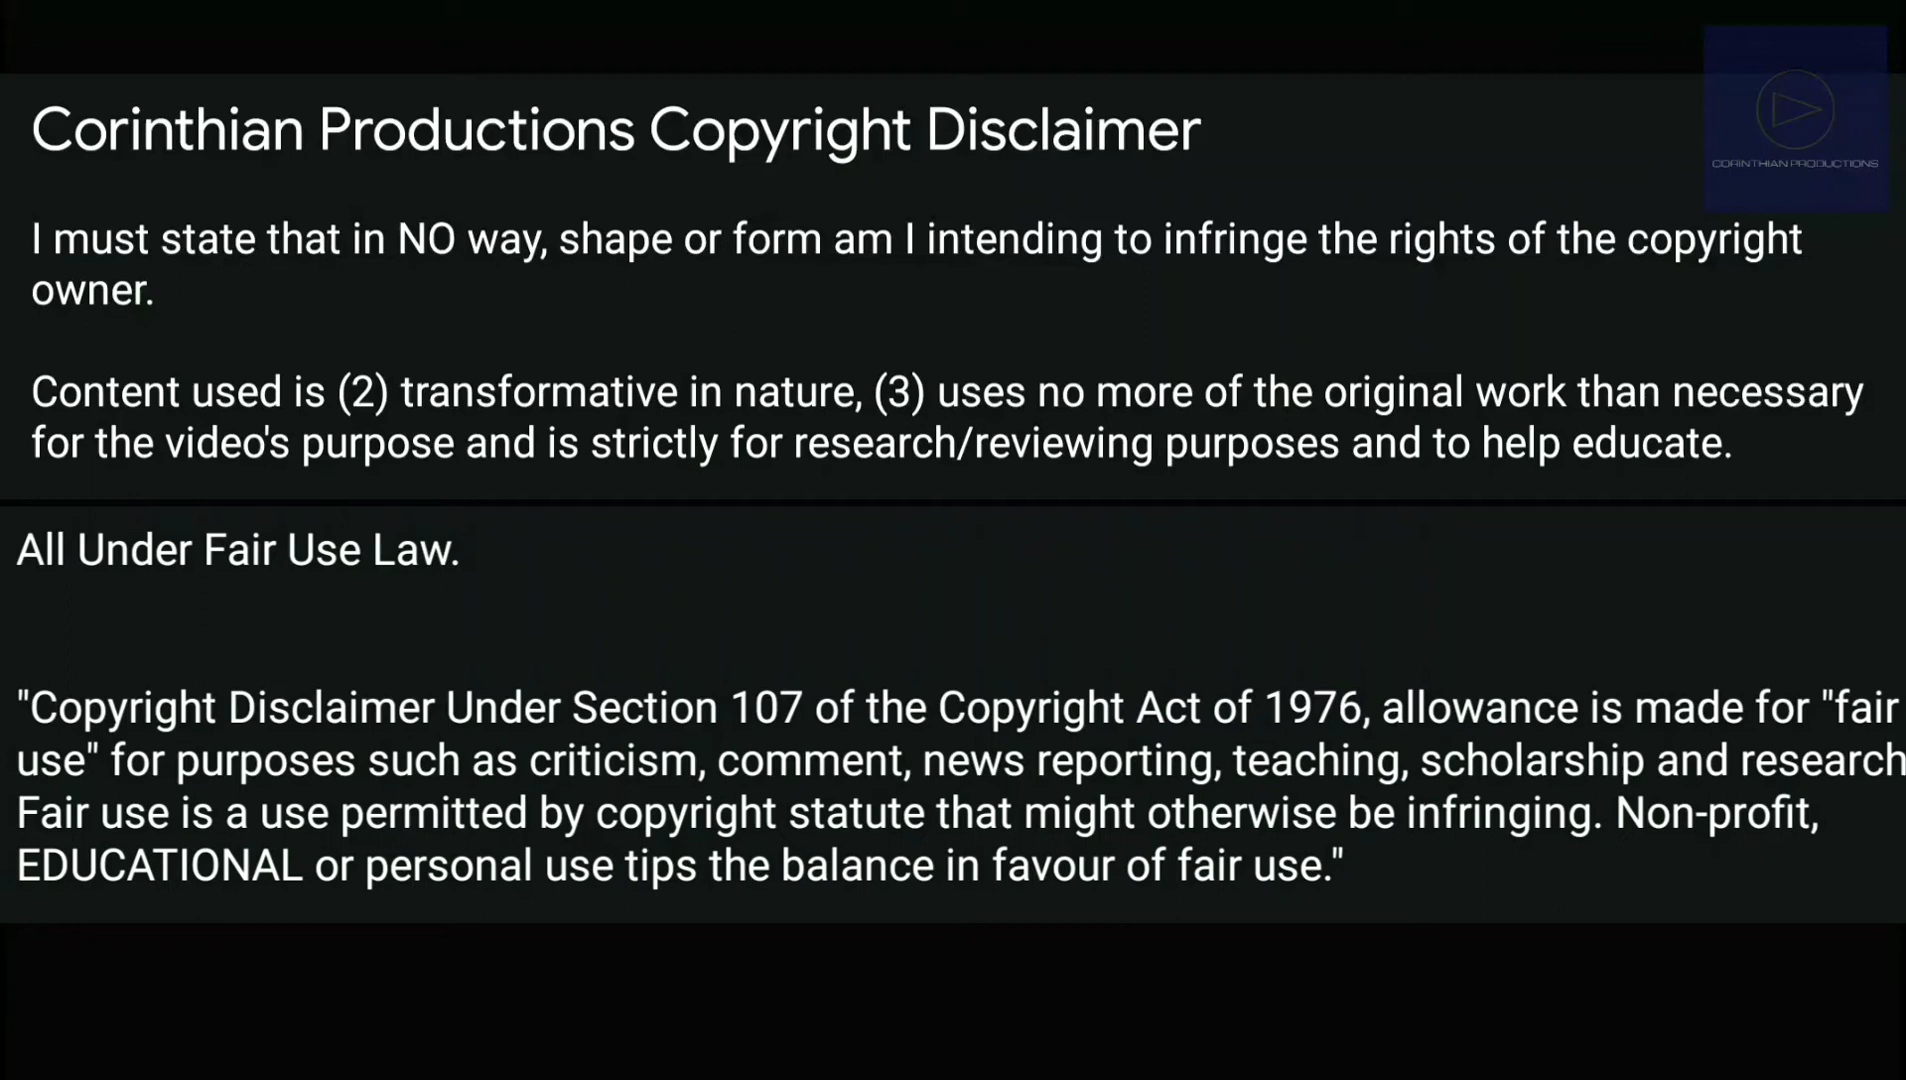 Corinthian Productions Copyright Disclaimer
CORINTHIAN PRODUCTIONS
I must state that in NO way, shape or form am I intending to infringe the rights of the copyright
owner.
Content used is (2) transformative in nature, (3) uses no more of the original work than necessary
for the video's purpose and is strictly for research/reviewing purposes and to help educate.
All Under Fair Use Law.
"Copyright Disclaimer Under Section 107 of the Copyright Act of 1976, allowance is made for "fair
use" for purposes such as criticism, comment, news reporting, teaching, scholarship and research
Fair use is a use permitted by copyright statute that might otherwise be infringing. Non-profit,
EDUCATIONAL or personal use tips the balance in favour of fair use."